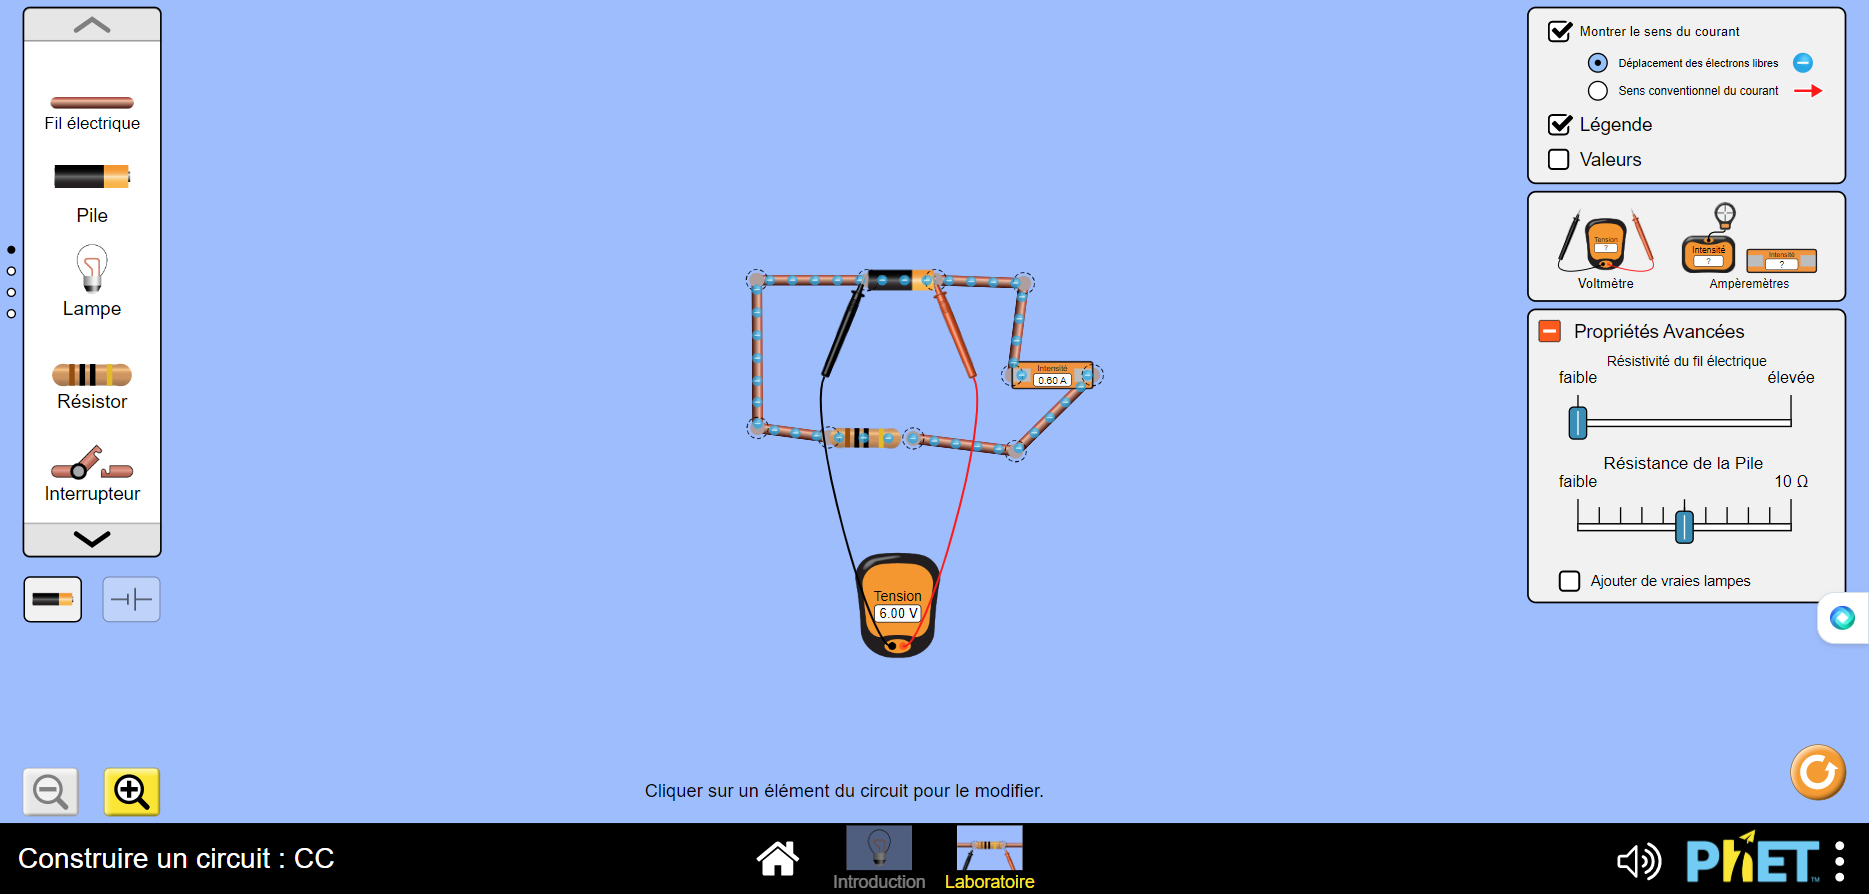 Fil électrique
Pile
Lampe
Résistor
Interrupteur
Intensité
0.60 A
Tension
6.00 V
Montrer le sens du courant
Déplacement des électrons libres
Sens conventionnel du courant
Légende
Valeurs
Tension
?
Voltmètre
Intensité
?
Intensité
?
Ampèremètres
Propriétés Avancées
Résistivité du fil électrique
faible élevée
Résistance de la Pile
faible 10 Ω
Ajouter de vraies lampes
Cliquer sur un élément du circuit pour le modifier.
Construire un circuit : CC
Introduction
Laboratoire
PhET™